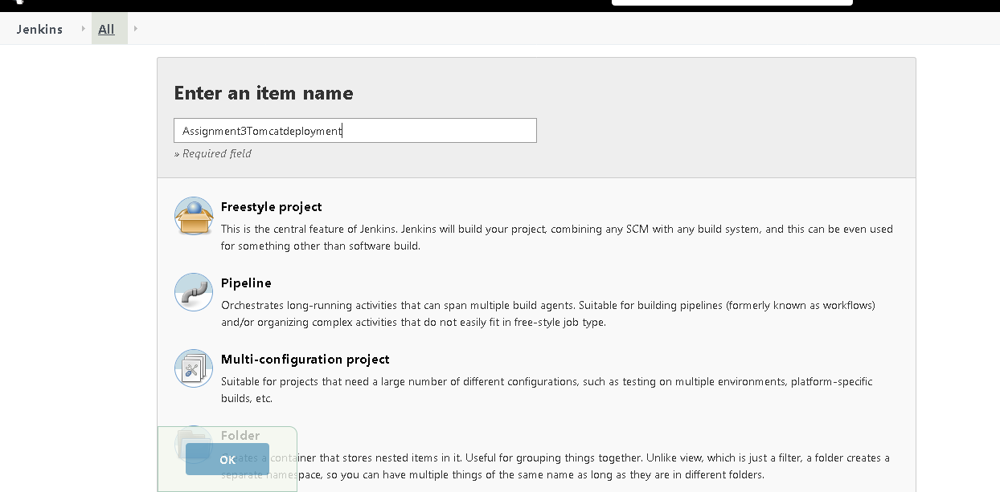 Jenkins
All
Enter an item name
Assignment3Tomcatdeployment
» Required field
Freestyle project
This is the central feature of Jenkins. Jenkins will build your project, combining any SCM with any build system, and this can be even used
for something other than software build.
Pipeline
Orchestrates long-running activities that can span multiple build agents. Suitable for building pipelines (formerly known as workflows)
and/or organizing complex activities that do not easily fit in free-style job type.
Multi-configuration project
Suitable for projects that need a large number of different configurations, such as testing on multiple environments, platform-specific
builds, etc.
Folder
Creates a container that stores nested items in it. Useful for grouping things together. Unlike view, which is just a filter, a folder creates a
separate namespace, so you can have multiple things of the same name as long as they are in different folders.
OK